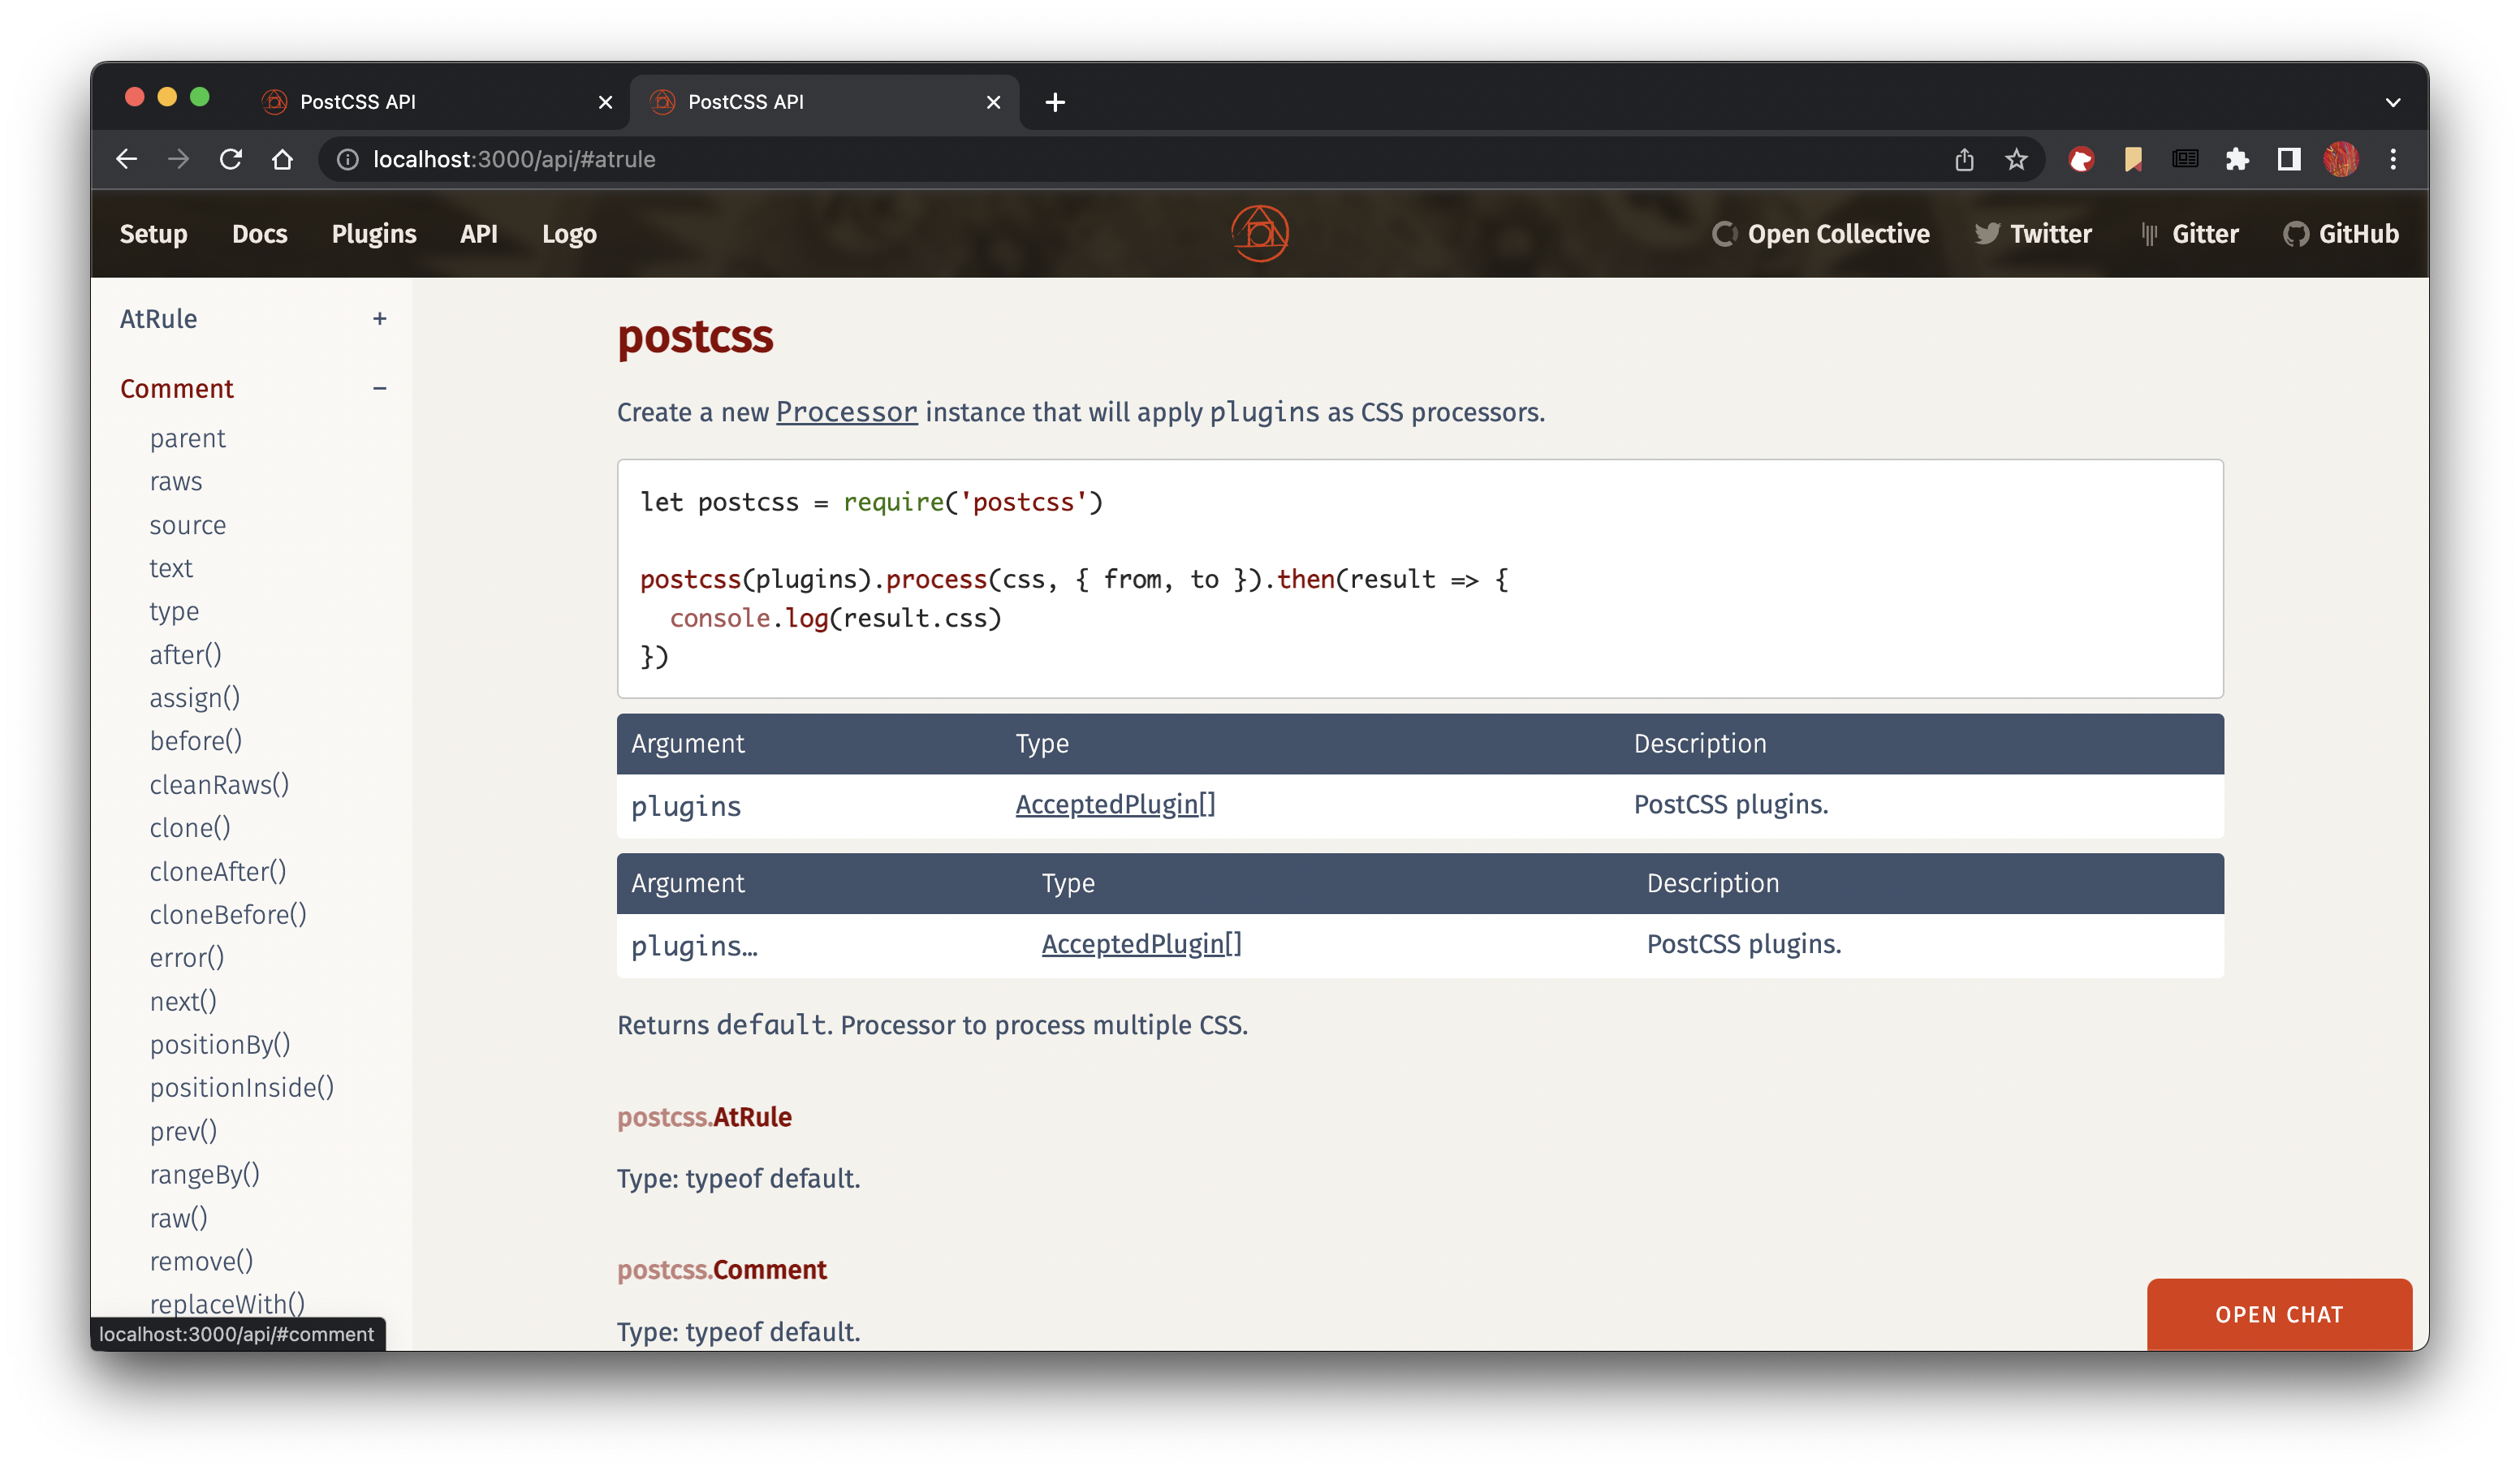 PostCSS API
PostCSS API
localhost:3000/api/#atrule
Setup Docs Plugins API Logo
Open Collective Twitter Gitter GitHub
AtRule +
Comment −
parent
raws
source
text
type
after()
assign()
before()
cleanRaws()
clone()
cloneAfter()
cloneBefore()
error()
next()
positionBy()
positionInside()
prev()
rangeBy()
raw()
remove()
replaceWith()
localhost:3000/api/#comment
postcss
Create a new Processor instance that will apply plugins as CSS processors.
let postcss = require('postcss')
postcss(plugins).process(css, { from, to }).then(result => {
  console.log(result.css)
})
Argument Type Description
plugins AcceptedPlugin[] PostCSS plugins.
Argument Type Description
plugins… AcceptedPlugin[] PostCSS plugins.
Returns default. Processor to process multiple CSS.
postcss.AtRule
Type: typeof default.
postcss.Comment
Type: typeof default.
OPEN CHAT